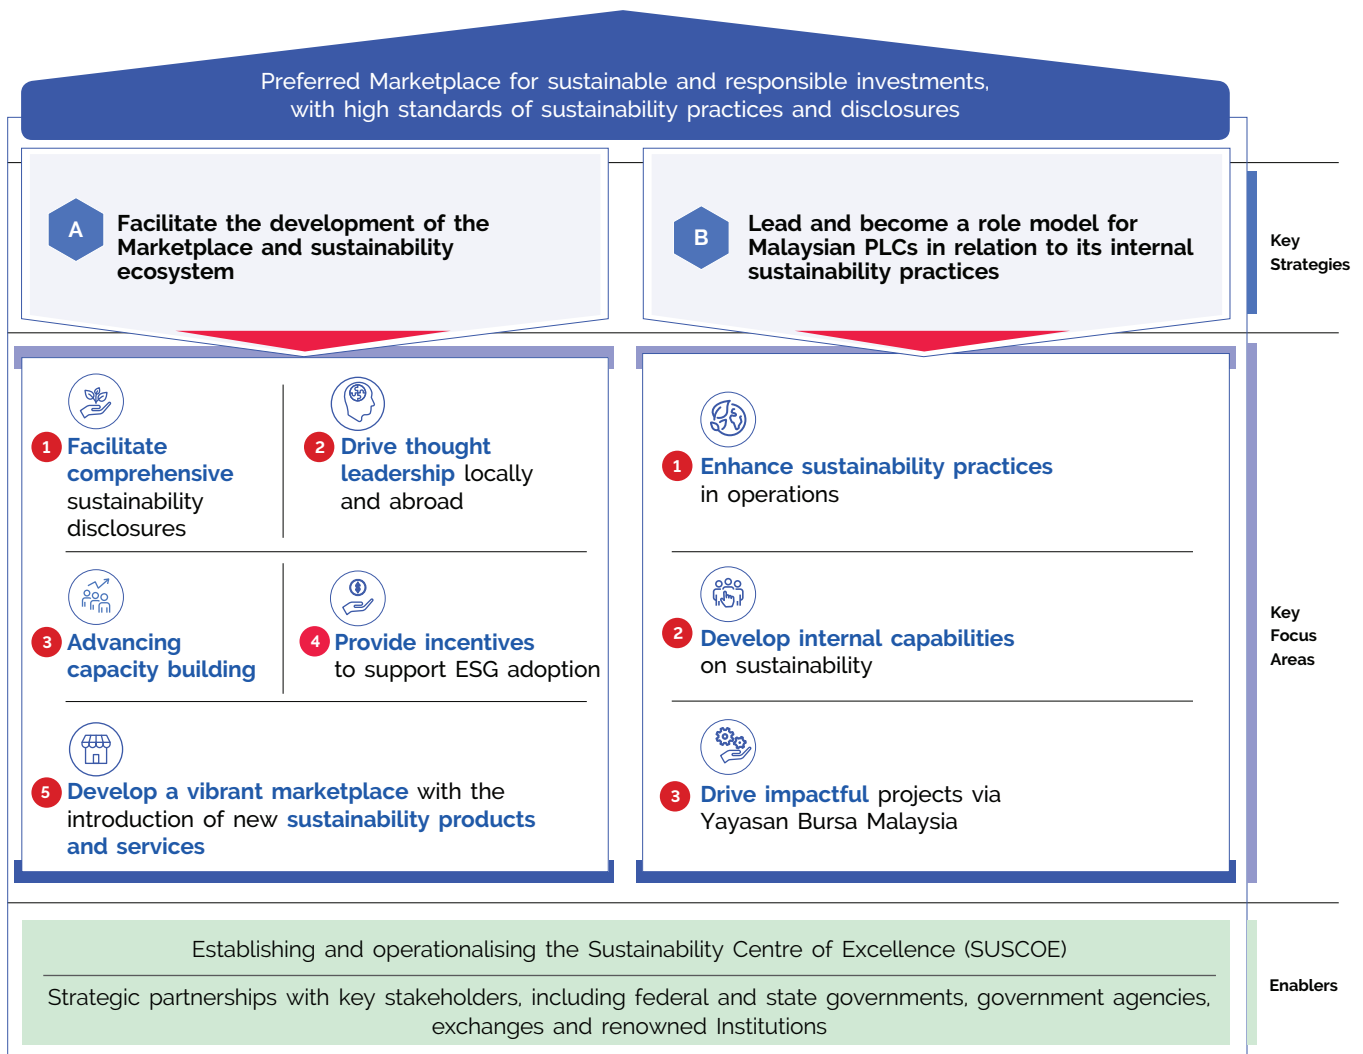 Preferred Marketplace for sustainable and responsible investments,
with high standards of sustainability practices and disclosures
A
Facilitate the development of the
Marketplace and sustainability
ecosystem
B
Lead and become a role model for
Malaysian PLCs in relation to its internal
sustainability practices
Key
Strategies
1 Facilitate
comprehensive
sustainability
disclosures
2 Drive thought
leadership locally
and abroad
3 Advancing
capacity building
4 Provide incentives
to support ESG adoption
5 Develop a vibrant marketplace with the
introduction of new sustainability products
and services
1 Enhance sustainability practices
in operations
2 Develop internal capabilities
on sustainability
3 Drive impactful projects via
Yayasan Bursa Malaysia
Key
Focus
Areas
Establishing and operationalising the Sustainability Centre of Excellence (SUSCOE)
Strategic partnerships with key stakeholders, including federal and state governments, government agencies,
exchanges and renowned Institutions
Enablers